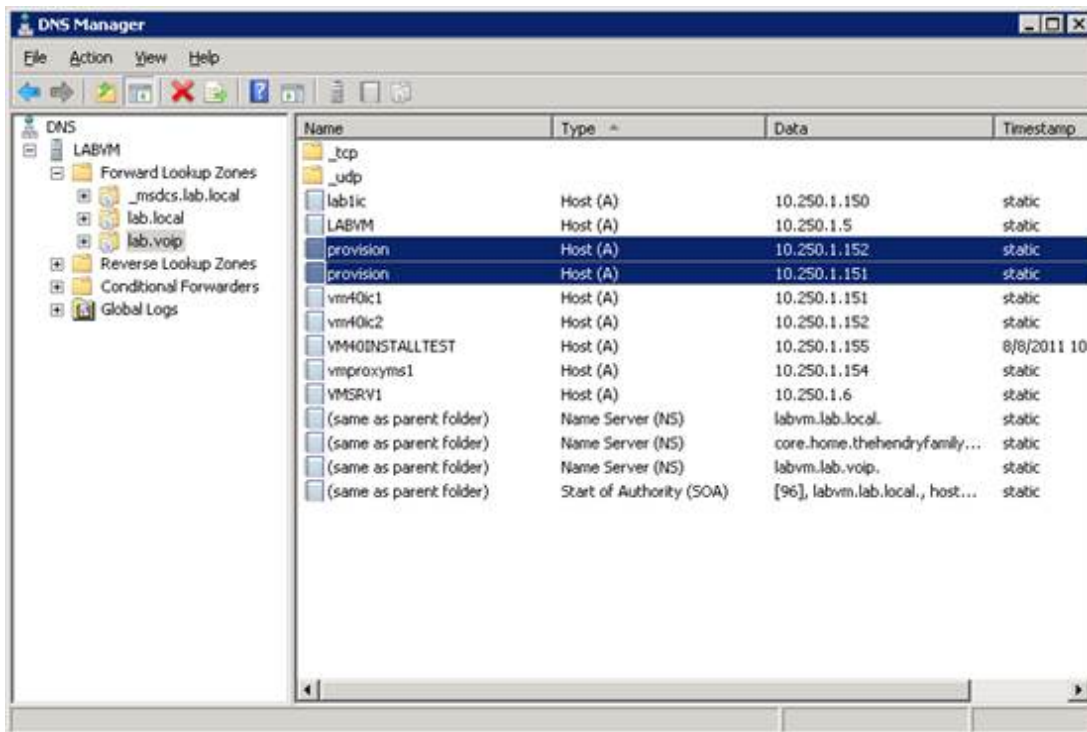 DNS Manager
File Action View Help
DNS
LABVM
Forward Lookup Zones
_msdcs.lab.local
lab.local
lab.voip
Reverse Lookup Zones
Conditional Forwarders
Global Logs
Name Type Data Timestamp
_tcp
_udp
lab1ic Host (A) 10.250.1.150 static
LABVM Host (A) 10.250.1.5 static
provision Host (A) 10.250.1.152 static
provision Host (A) 10.250.1.151 static
vm40ic1 Host (A) 10.250.1.151 static
vm40ic2 Host (A) 10.250.1.152 static
VM40INSTALLTEST Host (A) 10.250.1.155 8/8/2011 10
vmproxyms1 Host (A) 10.250.1.154 static
VMSRV1 Host (A) 10.250.1.6 static
(same as parent folder) Name Server (NS) labvm.lab.local. static
(same as parent folder) Name Server (NS) core.home.thehendryfamily... static
(same as parent folder) Name Server (NS) labvm.lab.voip. static
(same as parent folder) Start of Authority (SOA) [96], labvm.lab.local., host... static